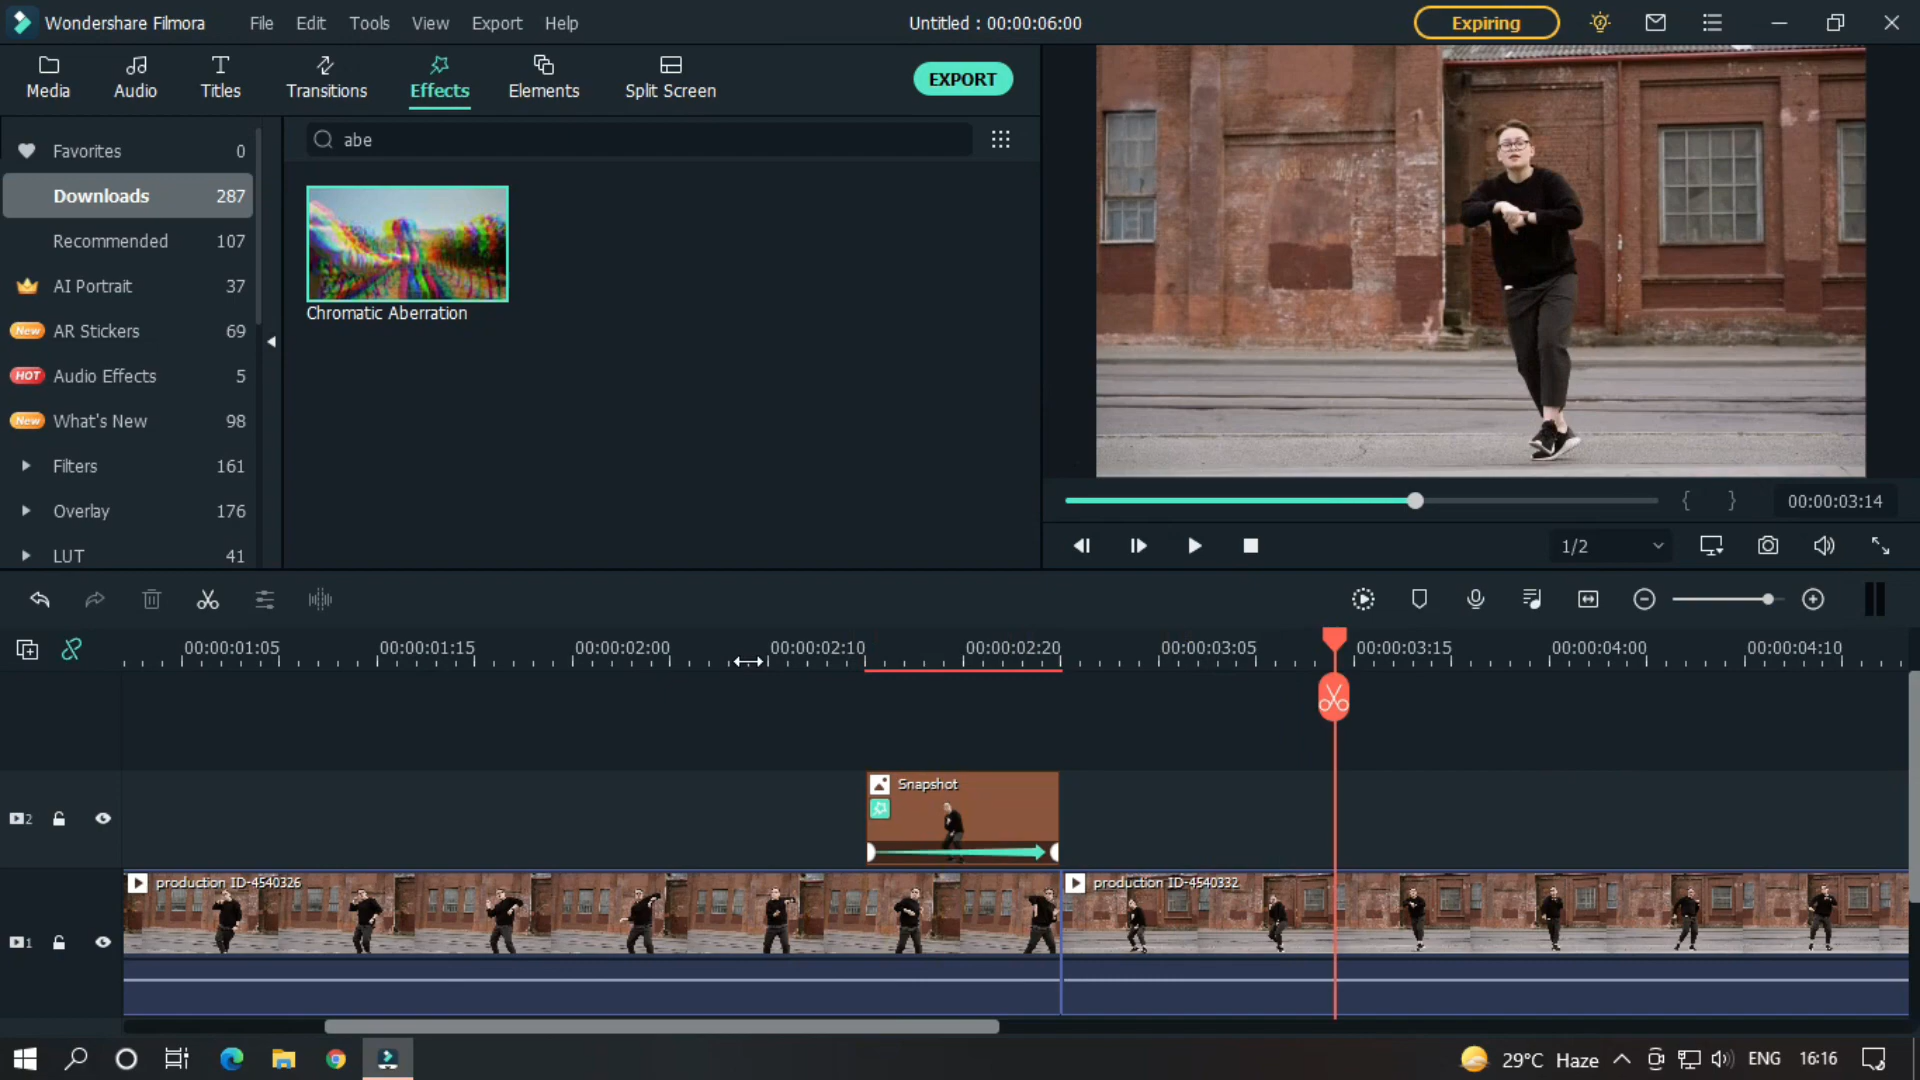 Wondershare Filmora
File
Edit
Tools
View
Export
Help
Untitled : 00:00:06:00
Expiring
Media
Audio
Titles
Transitions
Effects
Elements
Split Screen
EXPORT
Favorites 0
Downloads 287
Recommended 107
AI Portrait 37
New AR Stickers 69
HOT Audio Effects 5
New What's New 98
Filters 161
Overlay 176
LUT 41
abe
Chromatic Aberration
{ } 00:00:03:14
1/2
00:00:01:05 00:00:01:15 00:00:02:00 00:00:02:10 00:00:02:20 00:00:03:05 00:00:03:15 00:00:04:00 00:00:04:10
2
Snapshot
1
production ID-4540326
production ID-4540332
29°C Haze
ENG
16:16